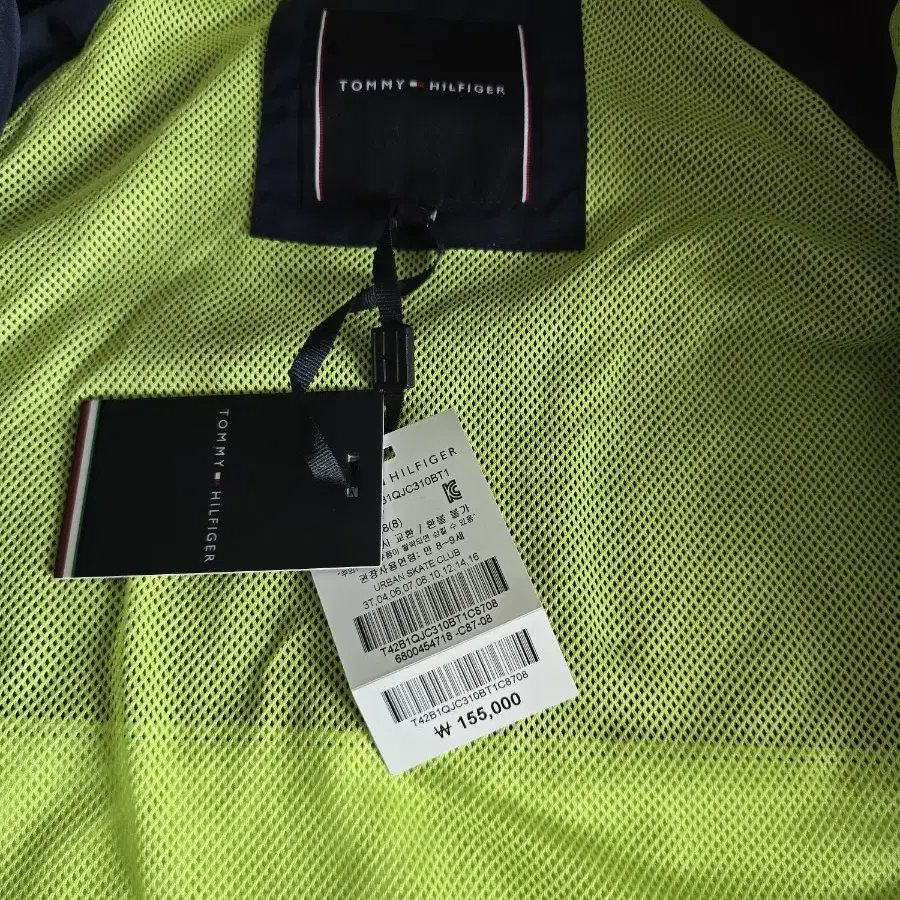 TOMMY HILFIGER
TOMMY HILFIGER
HILFIGER
B1QJC310BT1
8(8)
시 교환 / 환불 불가
권장사용연령: 만 8~9세
URBAN SKATE CLUB
3T,04,06,07,08,10,12,14,16
T42B1QJC310BT1C8708
6800454718 -C87-08
T42B1QJC310BT1C8708
₩ 155,000